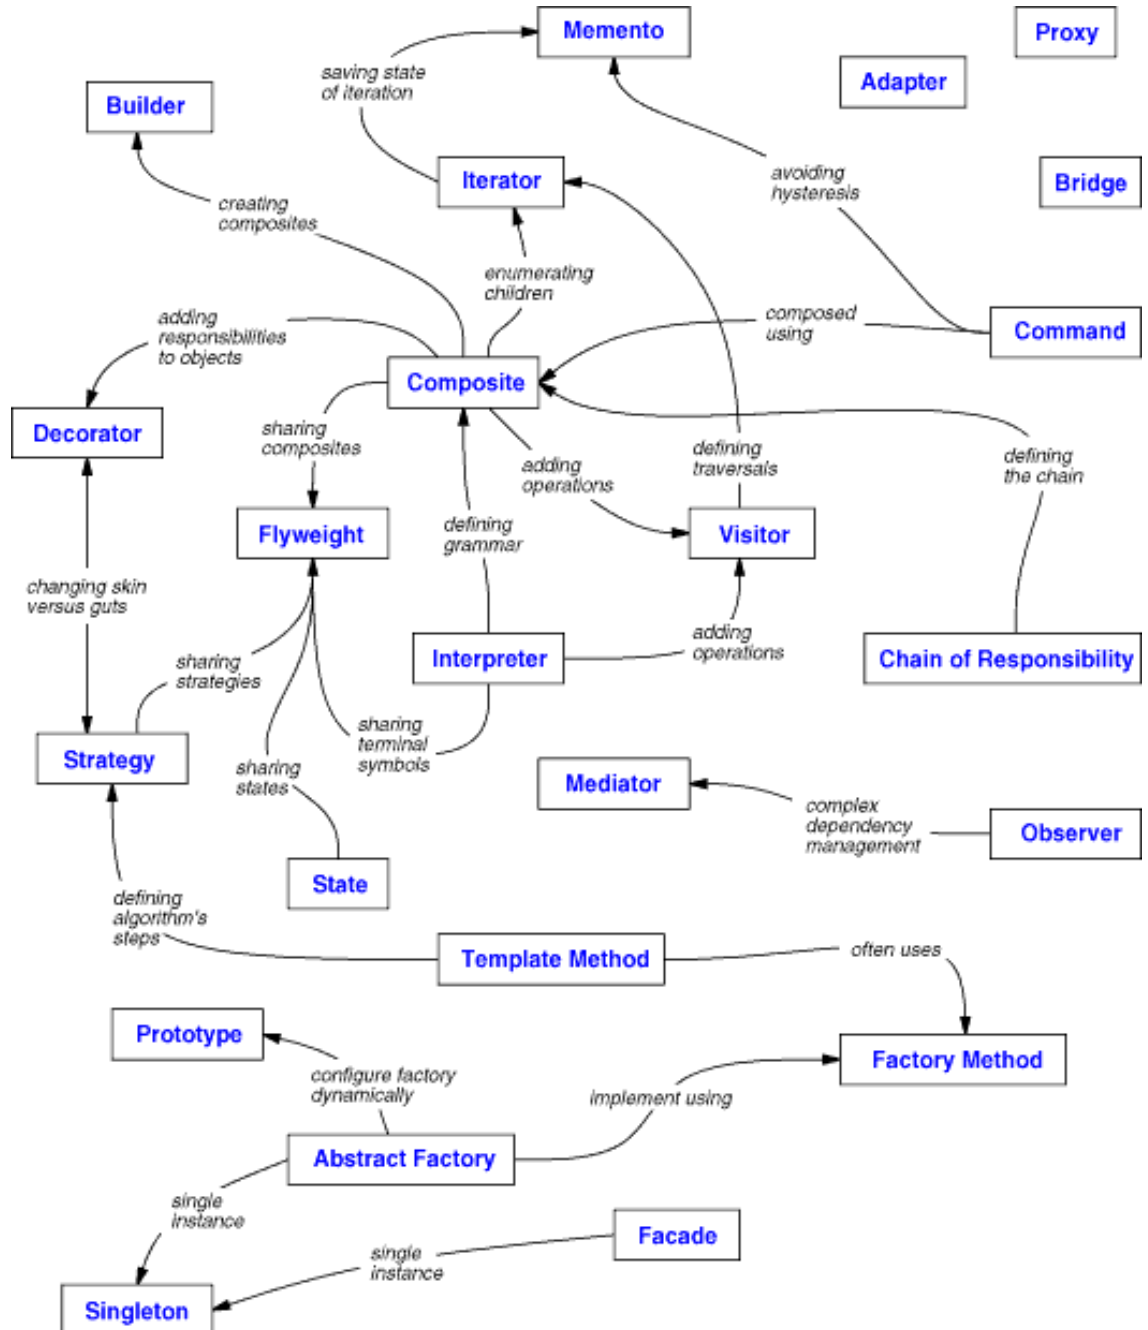 Memento
Proxy
Adapter
saving state
of iteration
Builder
avoiding
hysteresis
Iterator
Bridge
creating
composites
enumerating
children
adding
responsibilities
to objects
composed
using
Command
Composite
Decorator
sharing
composites
adding
operations
defining
traversals
defining
the chain
Flyweight
defining
grammar
Visitor
changing skin
versus guts
sharing
strategies
Interpreter
adding
operations
Chain of Responsibility
Strategy
sharing
states
sharing
terminal
symbols
Mediator
complex
dependency
management
Observer
State
defining
algorithm's
steps
Template Method
often uses
Prototype
configure factory
dynamically
implement using
Factory Method
Abstract Factory
single
instance
Facade
single
instance
Singleton